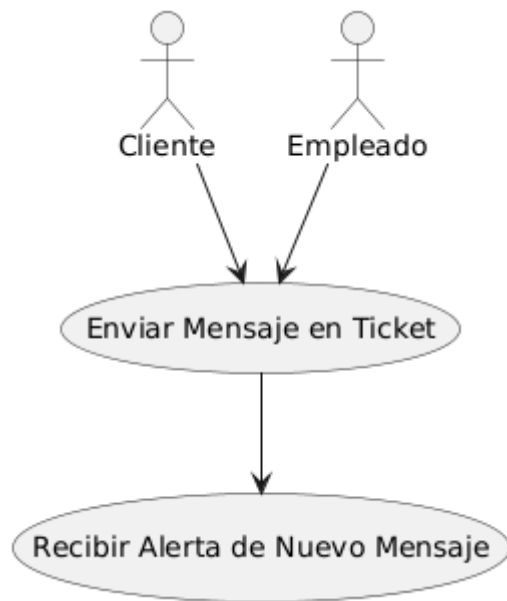 Cliente
Empleado
Enviar Mensaje en Ticket
Recibir Alerta de Nuevo Mensaje